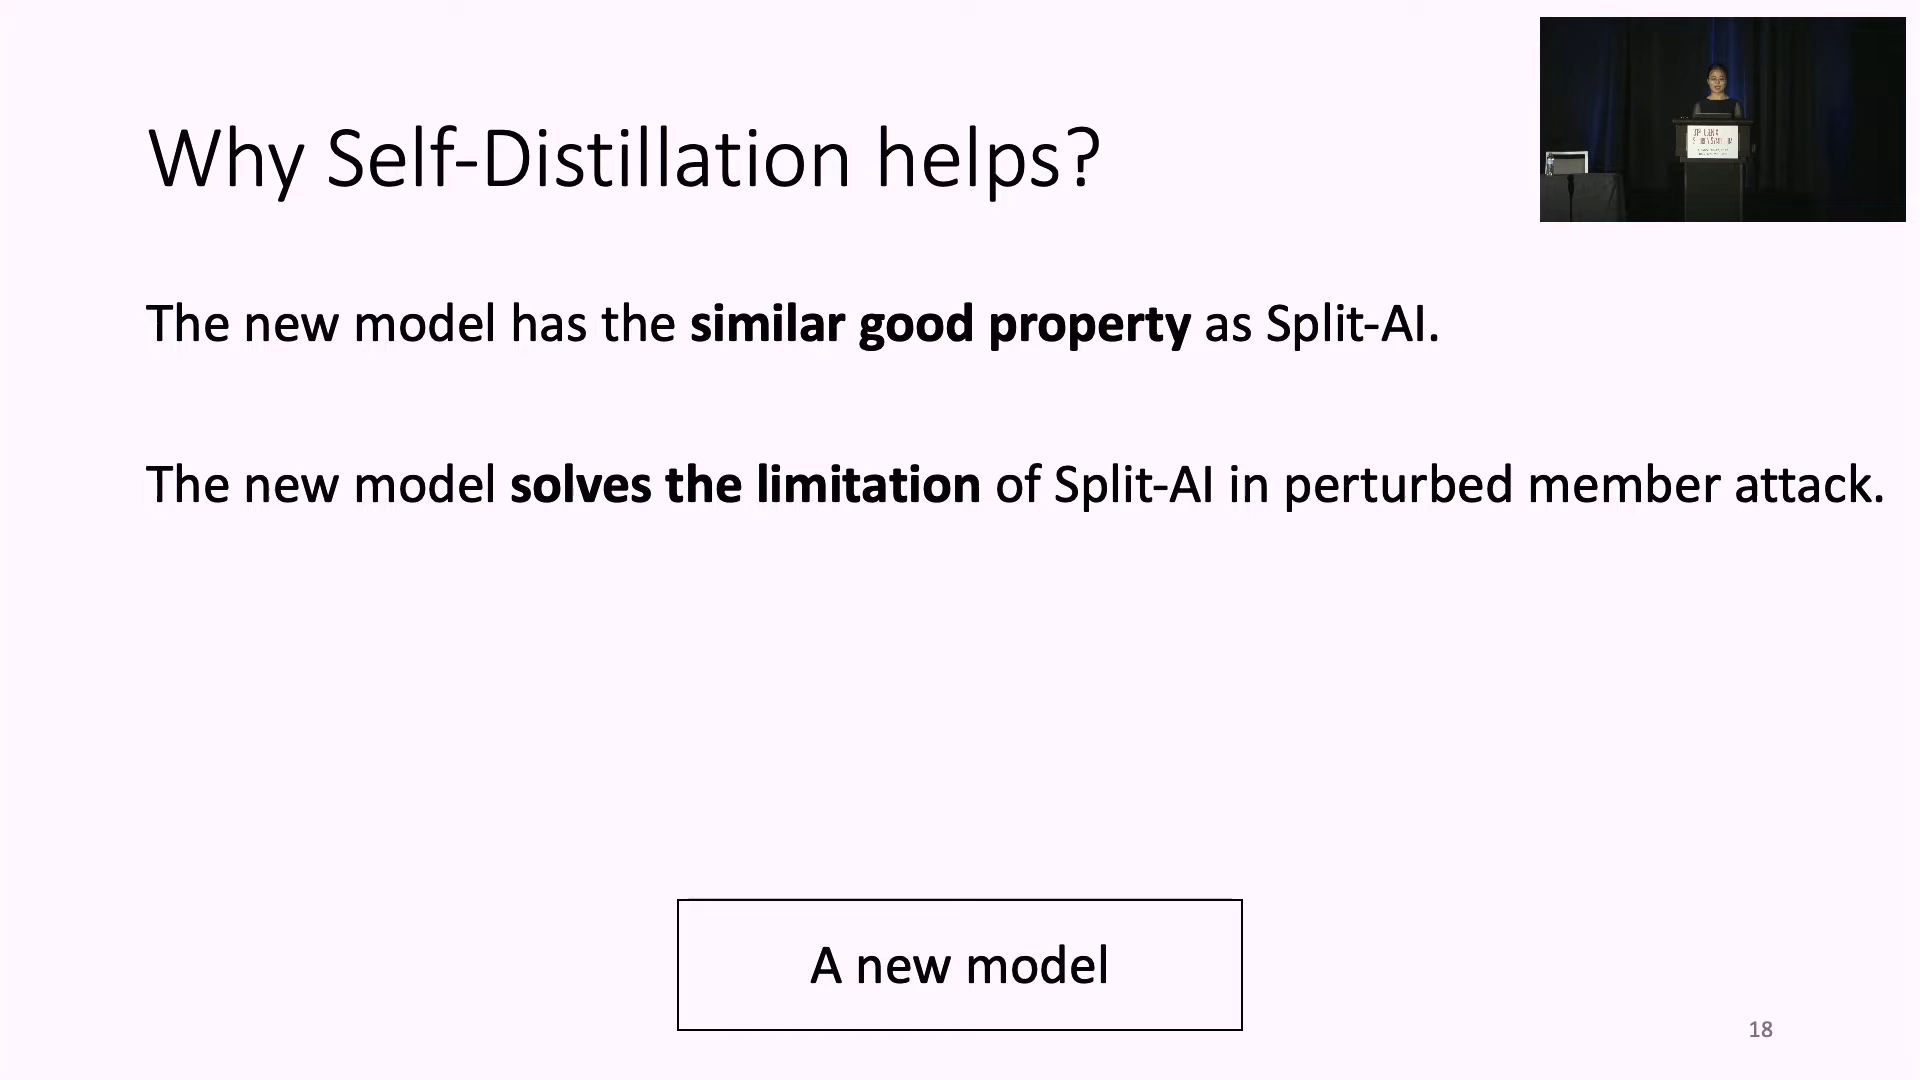 Why Self-Distillation helps?
The new model has the similar good property as Split-AI.
The new model solves the limitation of Split-AI in perturbed member attack.
A new model
18